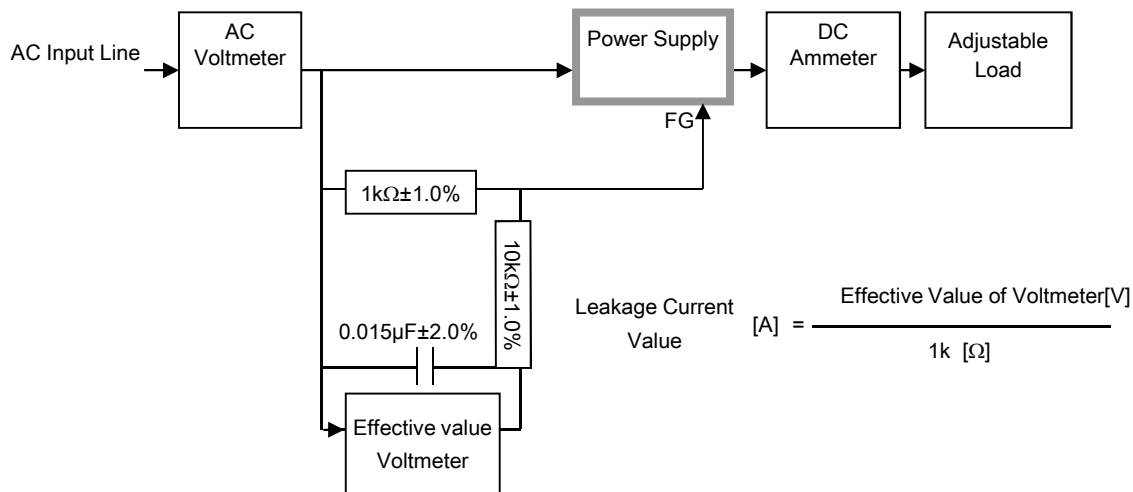 AC Input Line
AC
Voltmeter
Power Supply
DC
Ammeter
Adjustable
Load
FG
1kΩ±1.0%
10kΩ±1.0%
0.015µF±2.0%
Effective value
Voltmeter
Leakage Current
Value
[A] =
Effective Value of Voltmeter[V]
1k [Ω]